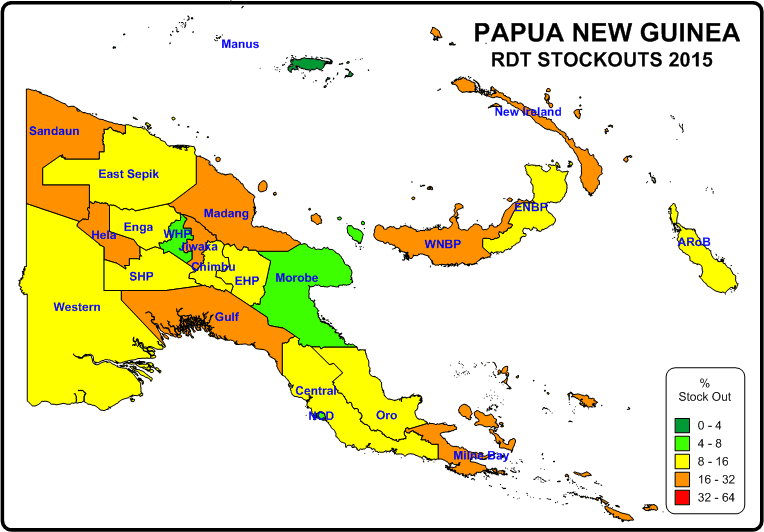 PAPUA NEW GUINEA
RDT STOCKOUTS 2015
Manus
New Ireland
Sandaun
East Sepik
Madang
ENBP
Enga
WHP
Hela
Jiwaka
WNBP
ARoB
Chimbu
SHP
EHP
Morobe
Western
Gulf
Central
NCD
Oro
Milne Bay
%
Stock Out
0 - 4
4 - 8
8 - 16
16 - 32
32 - 64